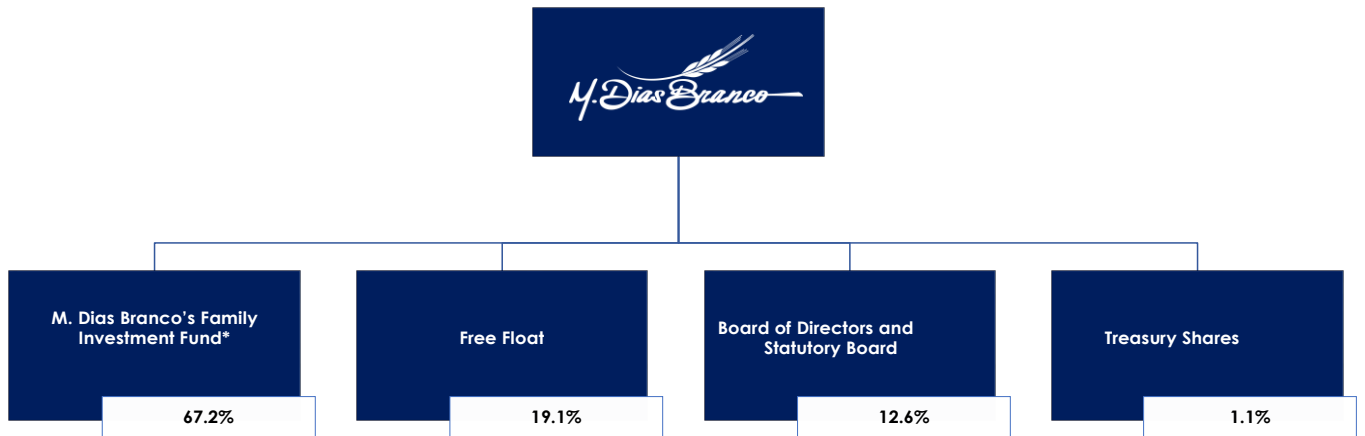 M. Dias Branco
M. Dias Branco’s Family
Investment Fund*
Free Float
Board of Directors and
Statutory Board
Treasury Shares
67.2%
19.1%
12.6%
1.1%